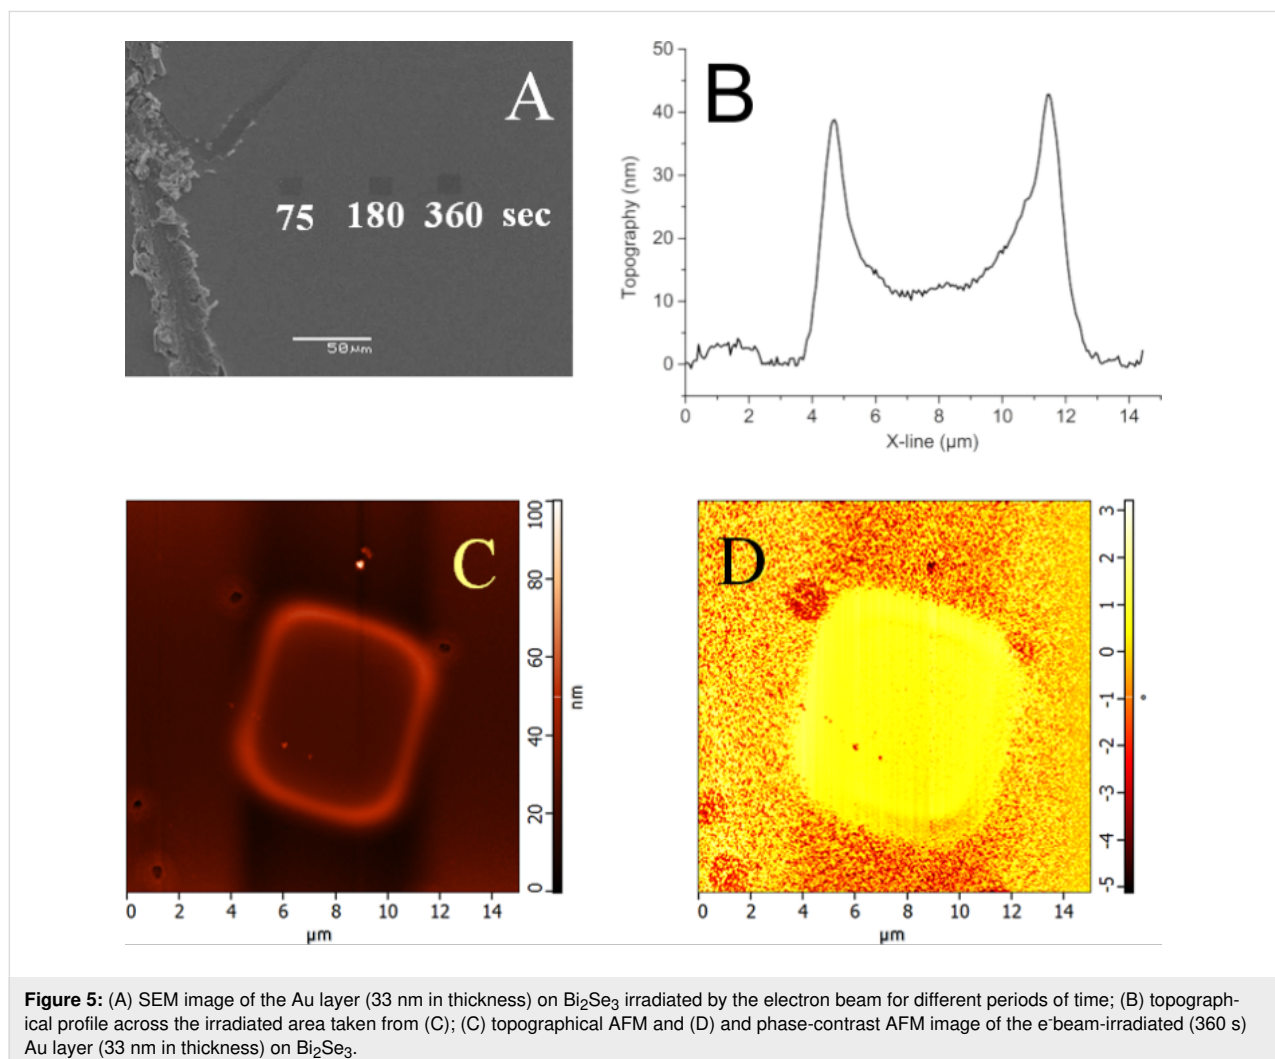 A
75 180 360 sec
50 µm
B
50
40
30
20
10
0
Topography (nm)
0 2 4 6 8 10 12 14
X-line (µm)
C
100
80
60
40
20
0
nm
0 2 4 6 8 10 12 14
µm
D
3
2
1
0
-1
-2
-3
-4
-5
°
0 2 4 6 8 10 12 14
µm
Figure 5: (A) SEM image of the Au layer (33 nm in thickness) on Bi2Se3 irradiated by the electron beam for different periods of time; (B) topograph-
ical profile across the irradiated area taken from (C); (C) topographical AFM and (D) and phase-contrast AFM image of the e-beam-irradiated (360 s)
Au layer (33 nm in thickness) on Bi2Se3.